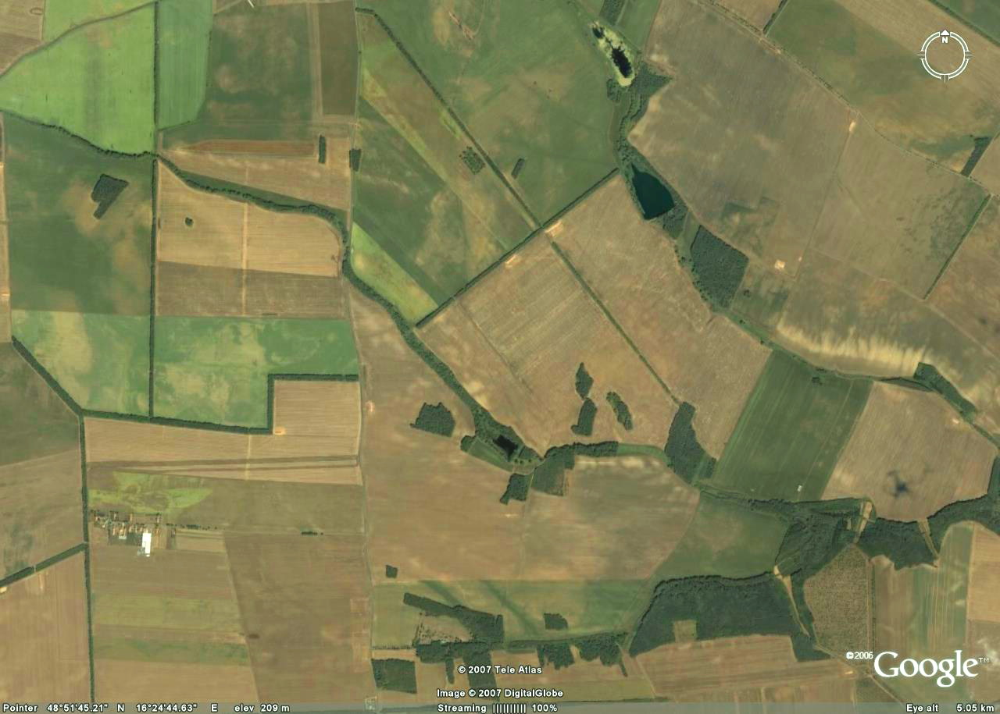 N
© 2007 Tele Atlas
©2006 Google™
Image © 2007 DigitalGlobe
Pointer 48°51'45.21" N 16°24'44.63" E elev 209 m Streaming ||||||||| 100% Eye alt 5.05 km